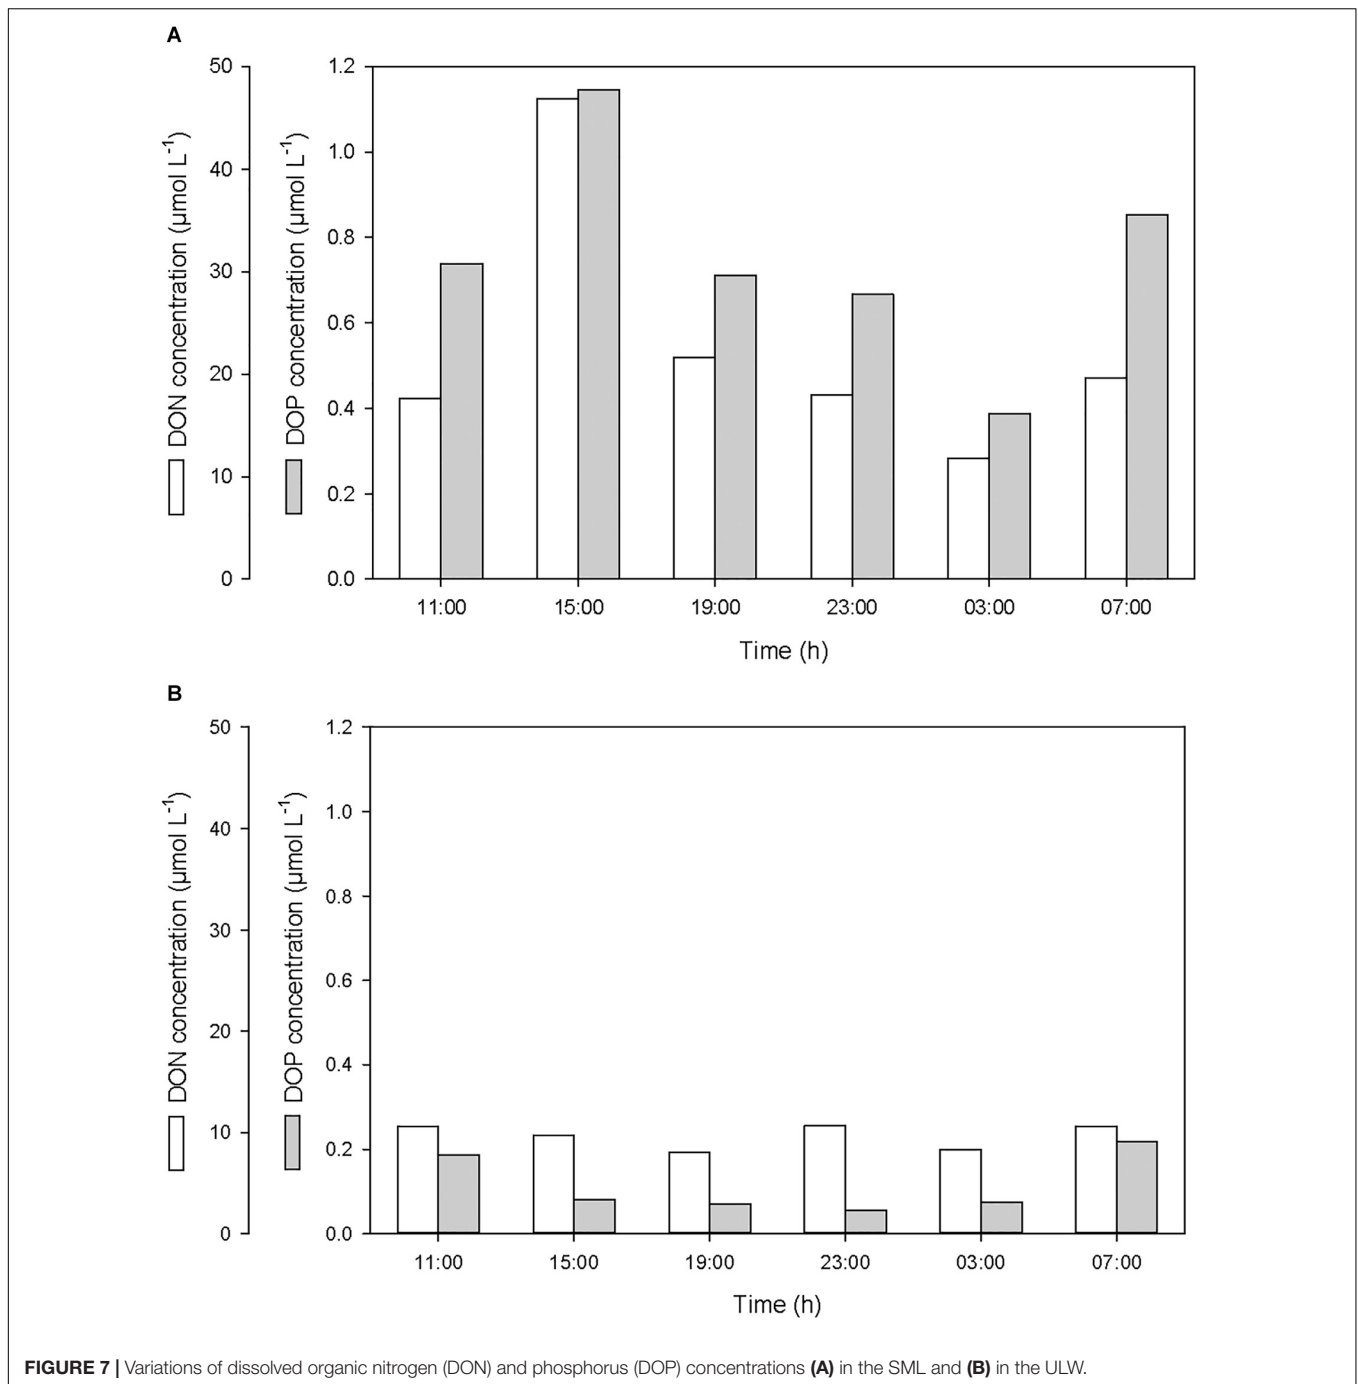 A
50
40
30
20
10
0
DON concentration (µmol L⁻¹)
DOP concentration (µmol L⁻¹)
1.2
1.0
0.8
0.6
0.4
0.2
0.0
11:00 15:00 19:00 23:00 03:00 07:00
Time (h)
B
50
40
30
20
10
0
DON concentration (µmol L⁻¹)
DOP concentration (µmol L⁻¹)
1.2
1.0
0.8
0.6
0.4
0.2
0.0
11:00 15:00 19:00 23:00 03:00 07:00
Time (h)
FIGURE 7 | Variations of dissolved organic nitrogen (DON) and phosphorus (DOP) concentrations (A) in the SML and (B) in the ULW.